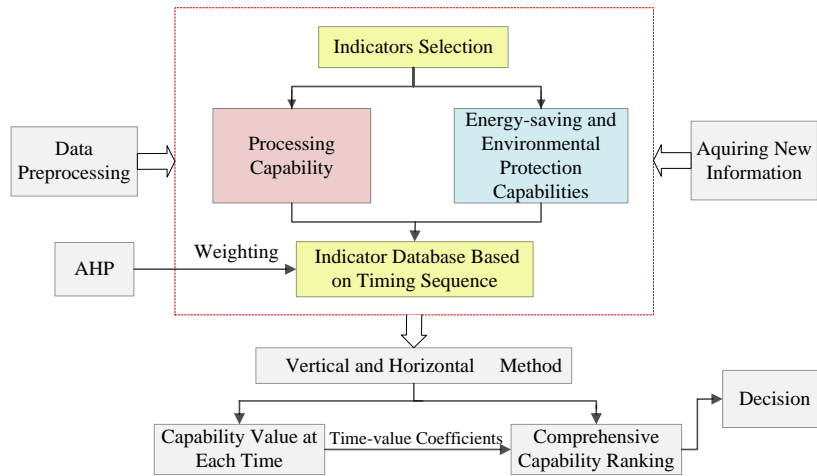 Indicators Selection
Data
Preprocessing
Processing
Capability
Energy-saving and
Environmental
Protection
Capabilities
Aquiring New
Information
AHP
Weighting
Indicator Database Based
on Timing Sequence
Vertical and Horizontal Method
Decision
Capability Value at
Each Time
Time-value Coefficients
Comprehensive
Capability Ranking